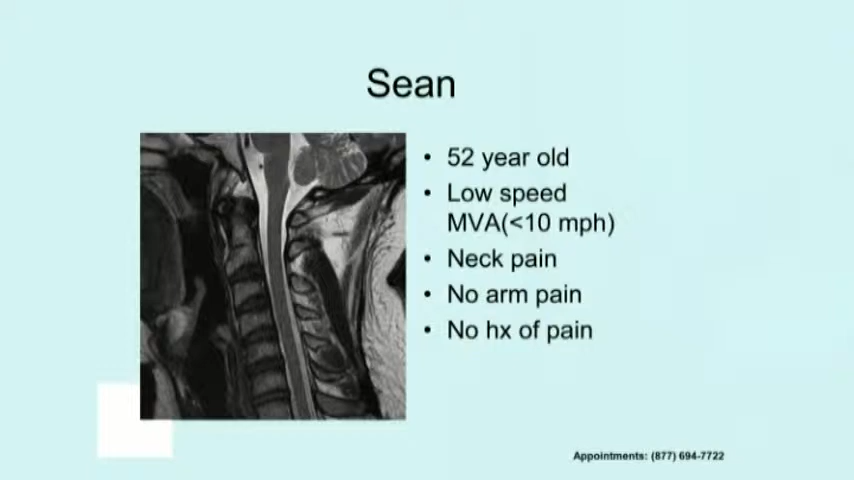 Sean
• 52 year old
• Low speed
MVA(<10 mph)
• Neck pain
• No arm pain
• No hx of pain
Appointments: (877) 694-7722